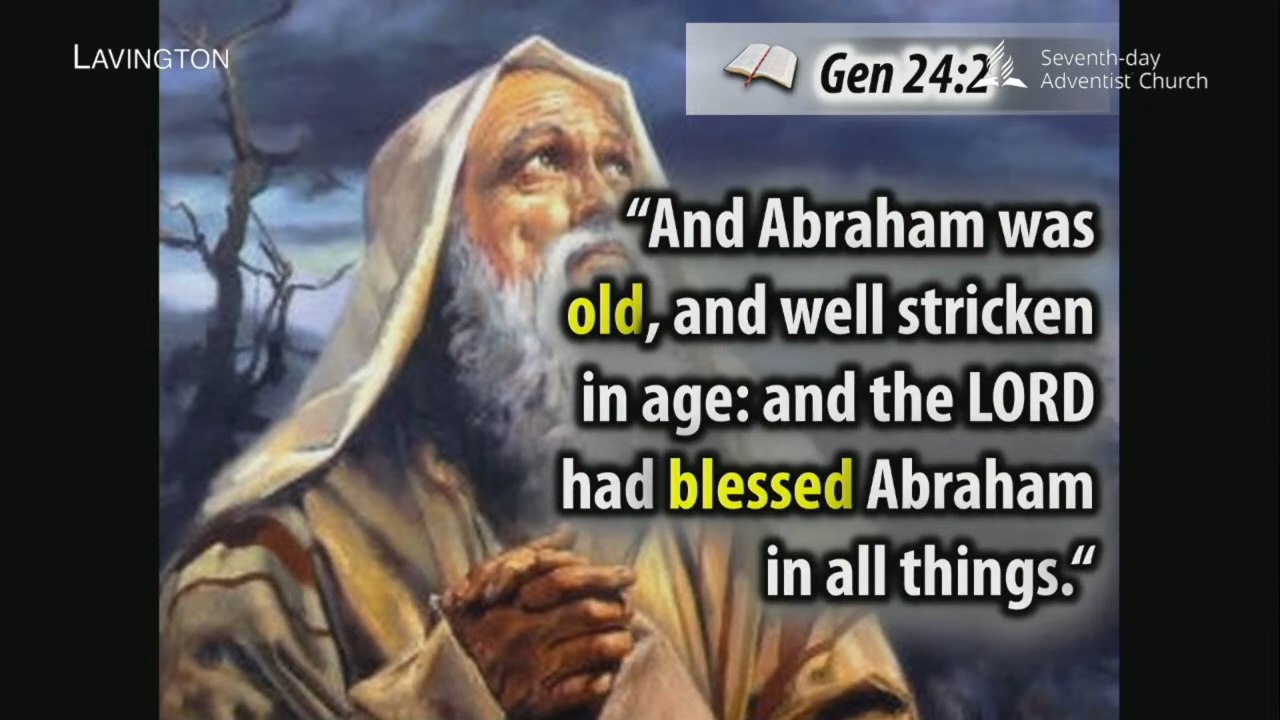 LAVINGTON
Gen 24:2
Seventh-day
Adventist Church
“And Abraham was
old, and well stricken
in age: and the LORD
had blessed Abraham
in all things.“